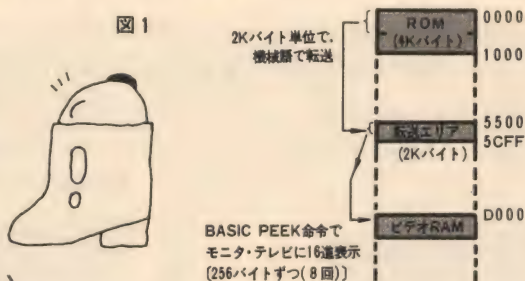 図1
2Kバイト単位で、
機械語で転送
ROM
(4Kバイト)
0000
1000
転送エリア
(2Kバイト)
5500
5CFF
BASIC PEEK命令で
モニタ・テレビに16進表示
[256バイトずつ(8回)]
ビデオRAM
D000